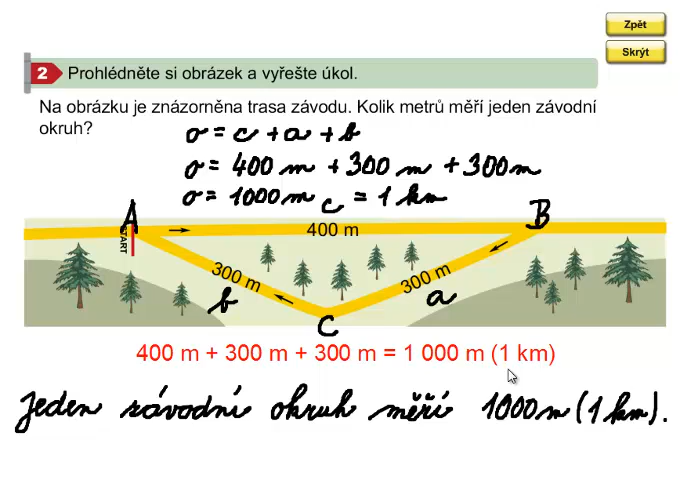 Zpět
Skrýt
2 Prohlédněte si obrázek a vyřešte úkol.
Na obrázku je znázorněna trasa závodu. Kolik metrů měří jeden závodní
okruh?
o = c + a + b
o = 400 m + 300 m + 300 m
o = 1000 m = 1 km
c
A
B
START
400 m
300 m
300 m
b
a
C
400 m + 300 m + 300 m = 1 000 m (1 km)
Jeden závodní okruh měří 1000 m (1 km).